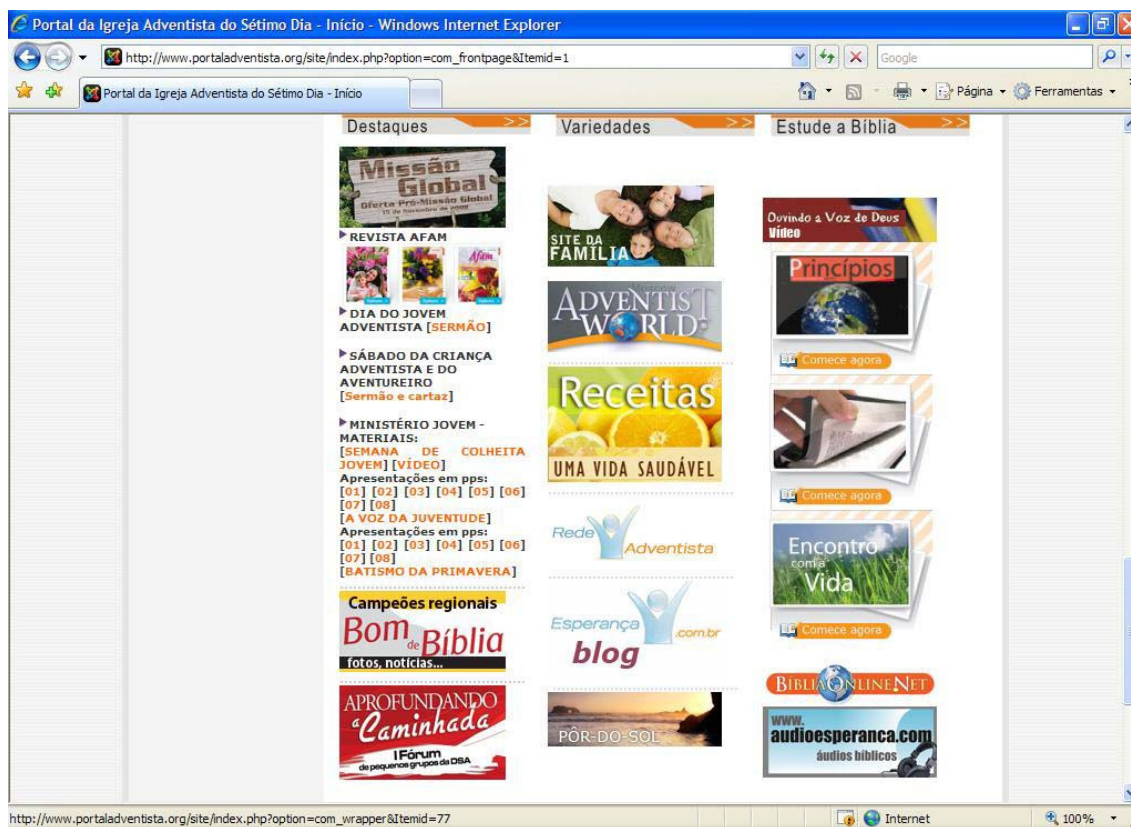 Portal da Igreja Adventista do Sétimo Dia - Início - Windows Internet Explorer
http://www.portaladventista.org/site/index.php?option=com_frontpage&Itemid=1
Google
Portal da Igreja Adventista do Sétimo Dia - Início
Página
Ferramentas
Destaques >>
Missão
Global
Oferta Pró-Missão Global
15 de Novembro de 2008
REVISTA AFAM
Afam
DIA DO JOVEM
ADVENTISTA [SERMÃO]
SÁBADO DA CRIANÇA
ADVENTISTA E DO
AVENTUREIRO
[Sermão e cartaz]
MINISTÉRIO JOVEM -
MATERIAIS:
[SEMANA DE COLHEITA
JOVEM] [VÍDEO]
Apresentações em pps:
[01] [02] [03] [04] [05] [06]
[07] [08]
[A VOZ DA JUVENTUDE]
Apresentações em pps:
[01] [02] [03] [04] [05] [06]
[07] [08]
[BATISMO DA PRIMAVERA]
Campeões regionais
Bom de Bíblia
fotos, notícias...
APROFUNDANDO
a Caminhada
I Fórum
de pequenos grupos da DSA
Variedades >>
SITE DA
FAMÍLIA
ADVENTIST
WORLD
Receitas
UMA VIDA SAUDÁVEL
Rede
Adventista
Esperança
.com.br
blog
PÔR-DO-SOL
Estude a Bíblia >>
Ouvindo a Voz de Deus
Vídeo
Princípios
Comece agora
Comece agora
Encontro
com a
Vida
Comece agora
BIBLIAONLINE.NET
www.
audioesperanca.com
áudios bíblicos
http://www.portaladventista.org/site/index.php?option=com_wrapper&Itemid=77
Internet
100%